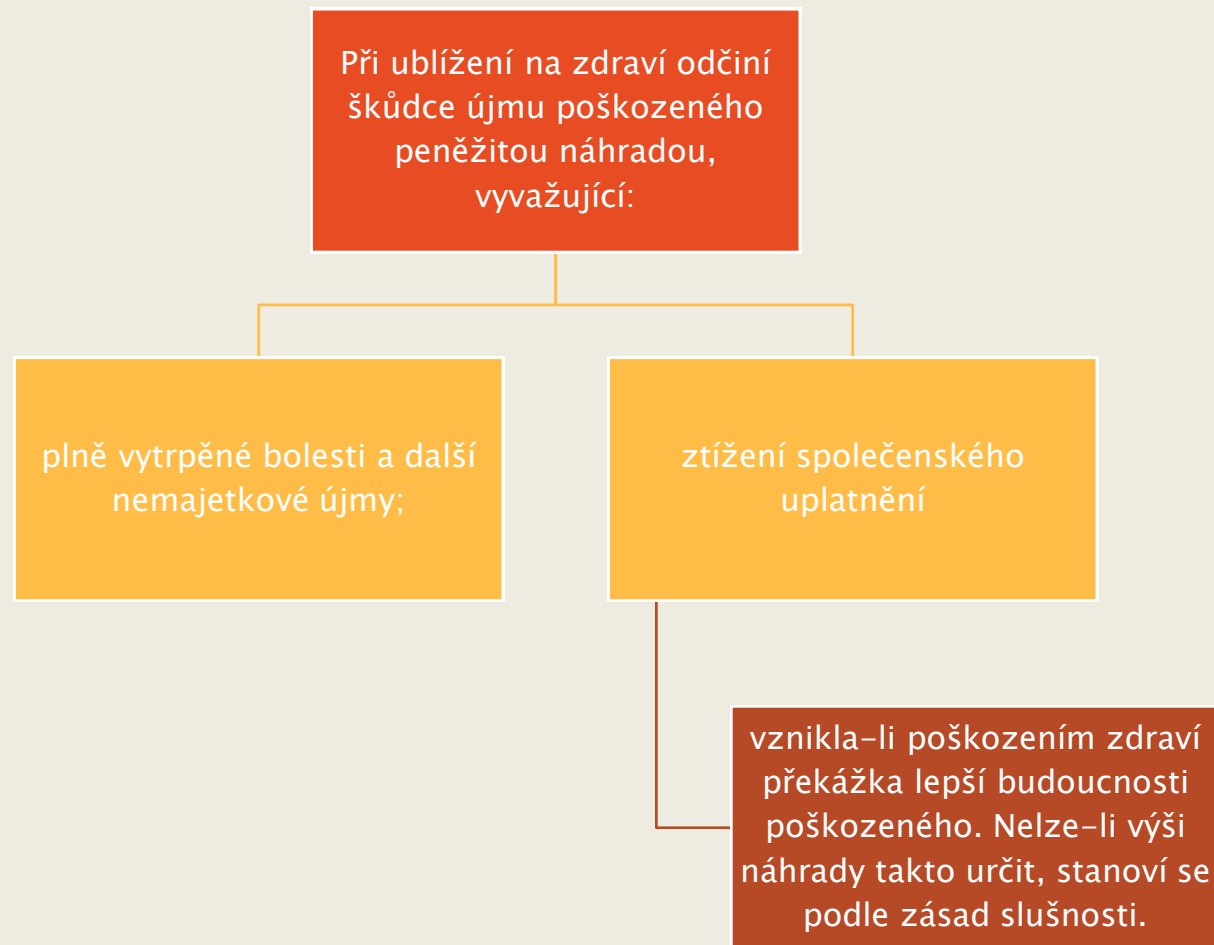 Při ublížení na zdraví odčiní
škůdce újmu poškozeného
peněžitou náhradou,
vyvažující:
plně vytrpěné bolesti a další
nemajetkové újmy;
ztížení společenského
uplatnění
vznikla-li poškozením zdraví
překážka lepší budoucnosti
poškozeného. Nelze-li výši
náhrady takto určit, stanoví se
podle zásad slušnosti.